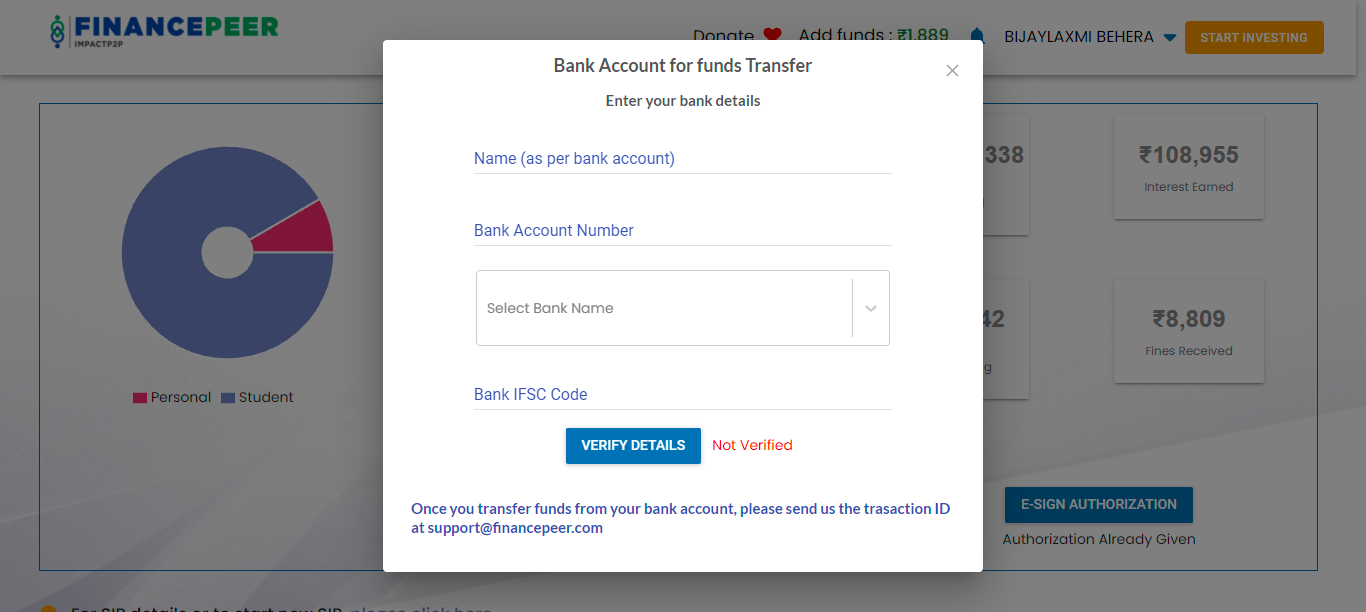 FINANCEPEER
IMPACTP2P
Donate Add funds : ₹1,889 BIJAYLAXMI BEHERA START INVESTING
Bank Account for funds Transfer
Enter your bank details
Name (as per bank account)
338 ₹108,955
Interest Earned
Bank Account Number
Select Bank Name
42 ₹8,809
Fines Received
g
Personal Student
Bank IFSC Code
VERIFY DETAILS Not Verified
Once you transfer funds from your bank account, please send us the trasaction ID
at support@financepeer.com
E-SIGN AUTHORIZATION
Authorization Already Given
For SIP details or to start new SIP, please click here